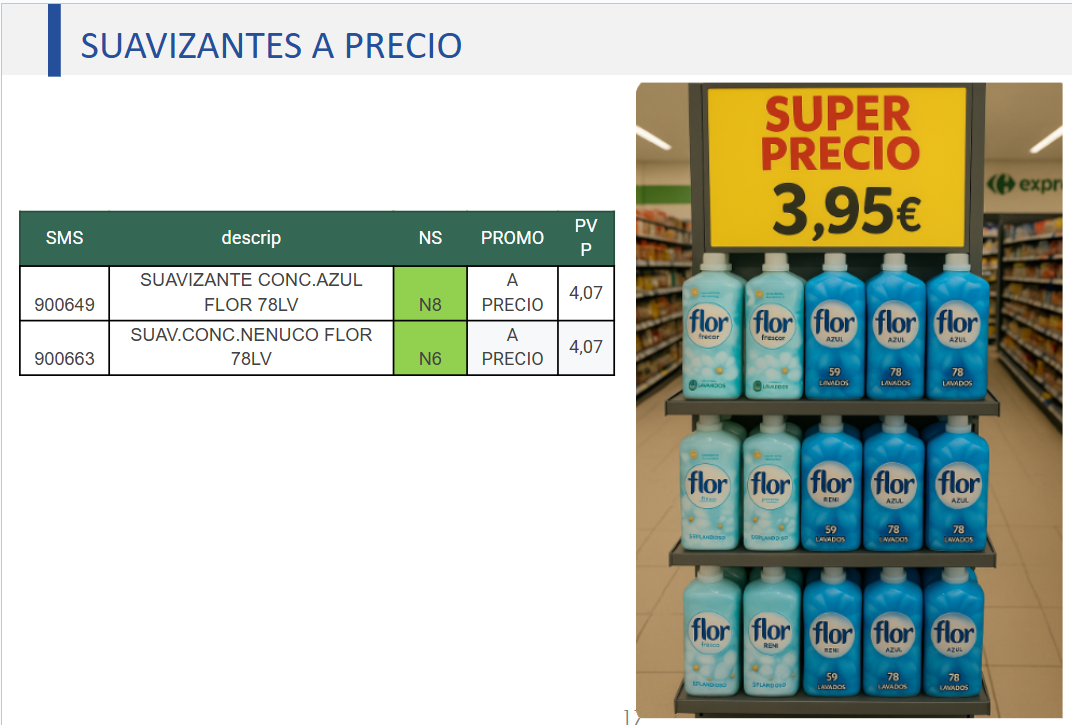 SUAVIZANTES A PRECIO
SMS descrip NS PROMO PV
P
900649 SUAVIZANTE CONC.AZUL
FLOR 78LV N8 A
PRECIO 4,07
900663 SUAV.CONC.NENUCO FLOR
78LV N6 A
PRECIO 4,07
SUPER
PRECIO
3,95€
expr
flor flor flor flor flor
frescor frescor AZUL AZUL AZUL
59 78 78
LAVADOS LAVADOS LAVADOS LAVADOS LAVADOS
flor flor flor flor flor
RENI AZUL AZUL
59 78 78
LAVADOS LAVADOS LAVADOS
flor flor flor flor flor
fresco RENI RENI AZUL AZUL
59 78 78
LAVADOS LAVADOS LAVADOS
17